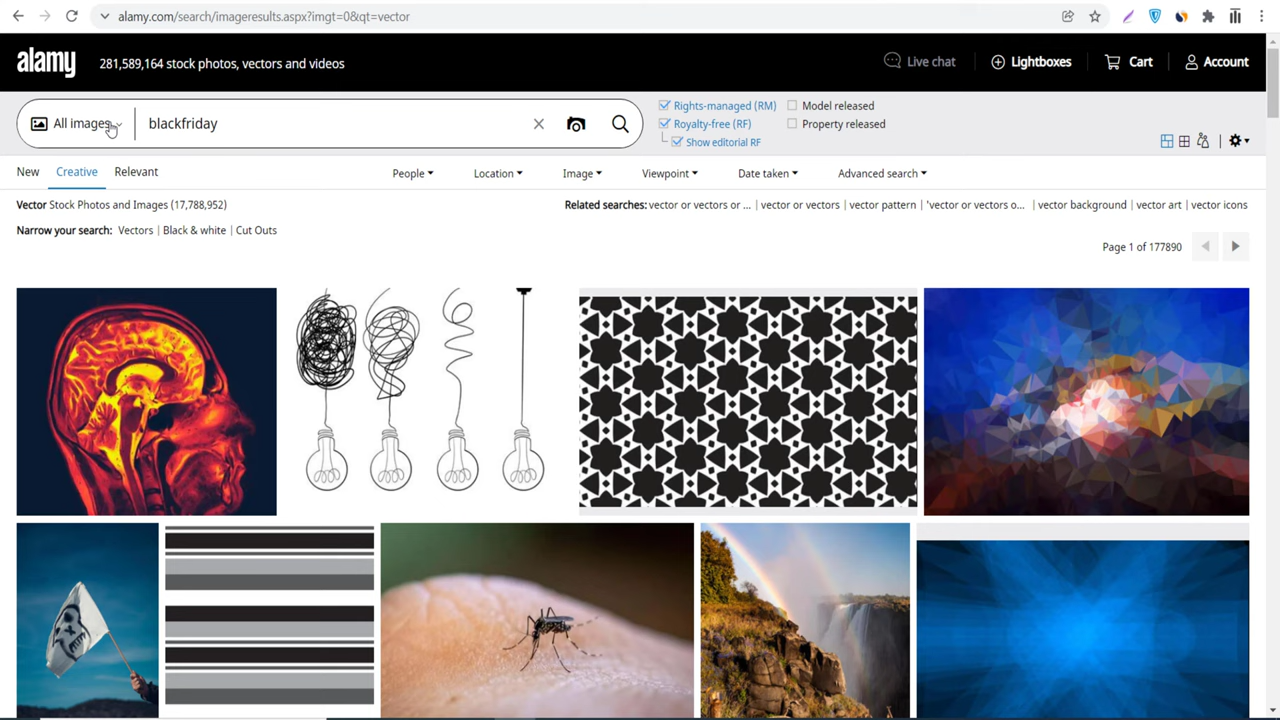 alamy.com/search/imageresults.aspx?imgt=0&qt=vector
alamy 281,589,164 stock photos, vectors and videos Live chat Lightboxes Cart Account
All images blackfriday
Rights-managed (RM) Model released
Royalty-free (RF) Property released
Show editorial RF
New Creative Relevant People Location Image Viewpoint Date taken Advanced search
Vector Stock Photos and Images (17,788,952) Related searches: vector or vectors or ... | vector or vectors | vector pattern | 'vector or vectors o... | vector background | vector art | vector icons
Narrow your search: Vectors | Black & white | Cut Outs
Page 1 of 177890